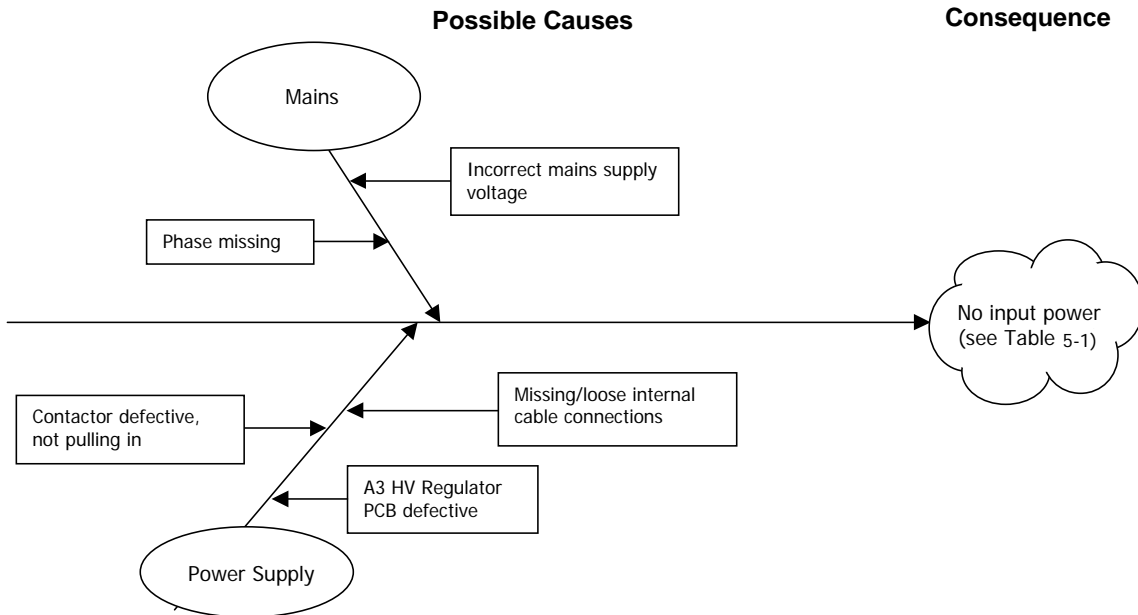 Possible Causes
Consequence
Mains
Incorrect mains supply
voltage
Phase missing
No input power
(see Table 5-1)
Missing/loose internal
cable connections
Contactor defective,
not pulling in
A3 HV Regulator
PCB defective
Power Supply